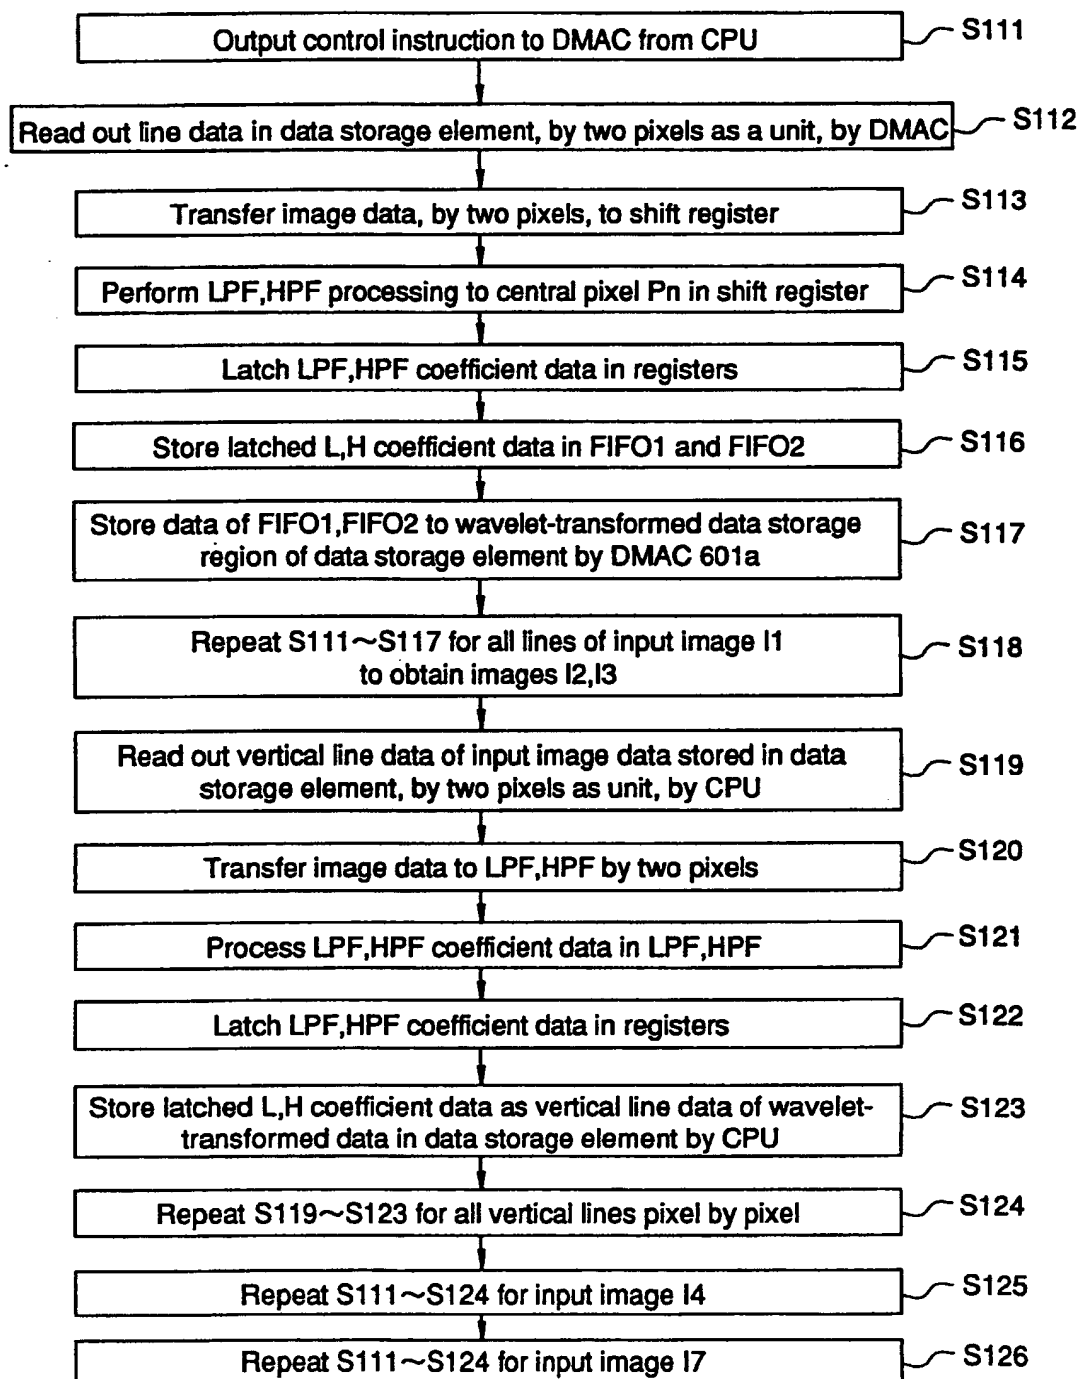 Output control instruction to DMAC from CPU
S111
Read out line data in data storage element, by two pixels as a unit, by DMAC
S112
Transfer image data, by two pixels, to shift register
S113
Perform LPF,HPF processing to central pixel Pn in shift register
S114
Latch LPF,HPF coefficient data in registers
S115
Store latched L,H coefficient data in FIFO1 and FIFO2
S116
Store data of FIFO1,FIFO2 to wavelet-transformed data storage
region of data storage element by DMAC 601a
S117
Repeat S111~S117 for all lines of input image I1
to obtain images I2,I3
S118
Read out vertical line data of input image data stored in data
storage element, by two pixels as unit, by CPU
S119
Transfer image data to LPF,HPF by two pixels
S120
Process LPF,HPF coefficient data in LPF,HPF
S121
Latch LPF,HPF coefficient data in registers
S122
Store latched L,H coefficient data as vertical line data of wavelet-
transformed data in data storage element by CPU
S123
Repeat S119~S123 for all vertical lines pixel by pixel
S124
Repeat S111~S124 for input image I4
S125
Repeat S111~S124 for input image I7
S126